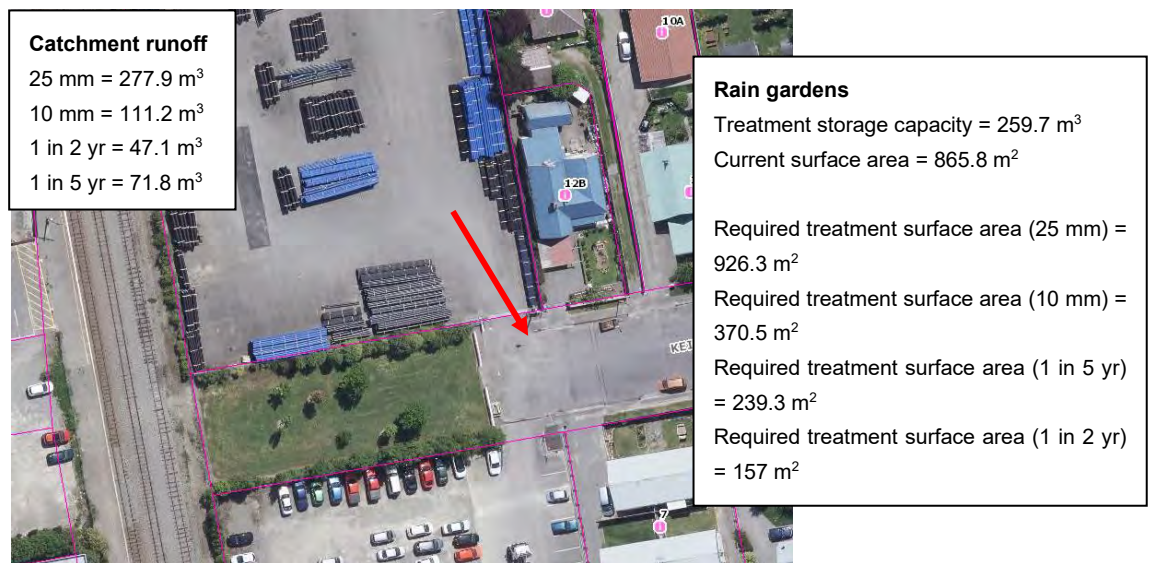 Catchment runoff
25 mm = 277.9 m³
10 mm = 111.2 m³
1 in 2 yr = 47.1 m³
1 in 5 yr = 71.8 m³
10A
12B
KEI
7
Rain gardens
Treatment storage capacity = 259.7 m³
Current surface area = 865.8 m²
Required treatment surface area (25 mm) =
926.3 m²
Required treatment surface area (10 mm) =
370.5 m²
Required treatment surface area (1 in 5 yr)
= 239.3 m²
Required treatment surface area (1 in 2 yr)
= 157 m²